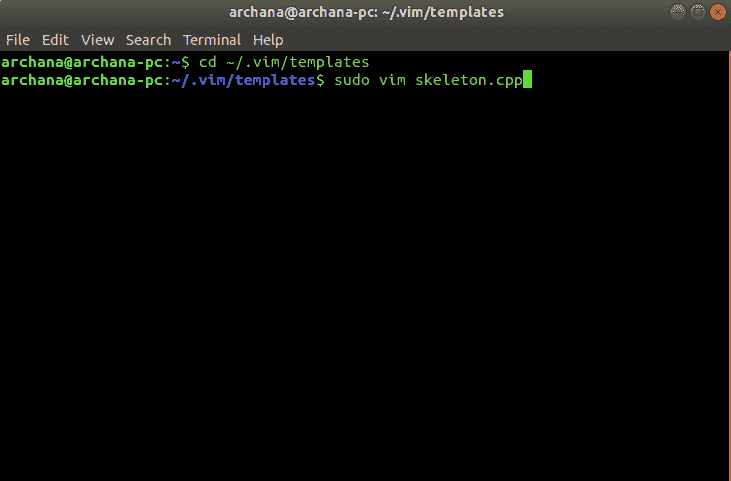 archana@archana-pc: ~/.vim/templates
File Edit View Search Terminal Help
archana@archana-pc:~$ cd ~/.vim/templates
archana@archana-pc:~/.vim/templates$ sudo vim skeleton.cpp